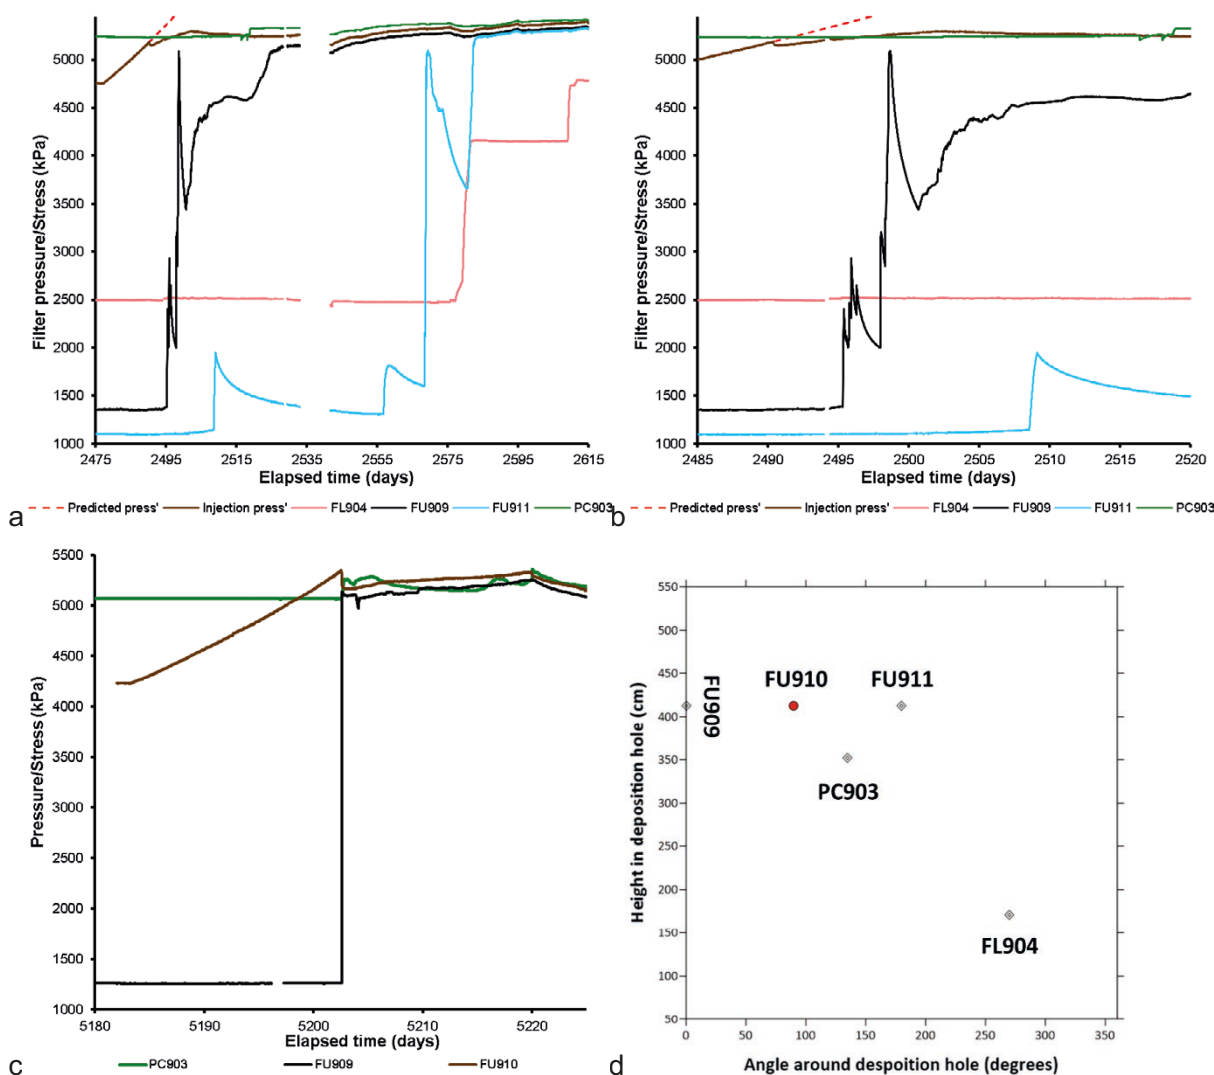 5000
4500
4000
3500
3000
2500
2000
1500
1000
Filter pressure/Stress (kPa)
2475 2495 2515 2535 2555 2575 2595 2615
Elapsed time (days)
a
Predicted press' Injection press' FL904 FU909 FU911 PC903
5000
4500
4000
3500
3000
2500
2000
1500
1000
Filter pressure/Stress (kPa)
2485 2490 2495 2500 2505 2510 2515 2520
Elapsed time (days)
b
Predicted press' Injection press' FL904 FU909 FU911 PC903
5500
5000
4500
4000
3500
3000
2500
2000
1500
1000
Pressure/Stress (kPa)
5180 5190 5200 5210 5220
Elapsed time (days)
c
PC903 FU909 FU910
550
500
450
400
350
300
250
200
150
100
50
Height in deposition hole (cm)
FU909
FU910
FU911
PC903
FL904
0 50 100 150 200 250 300 350
Angle around despoition hole (degrees)
d